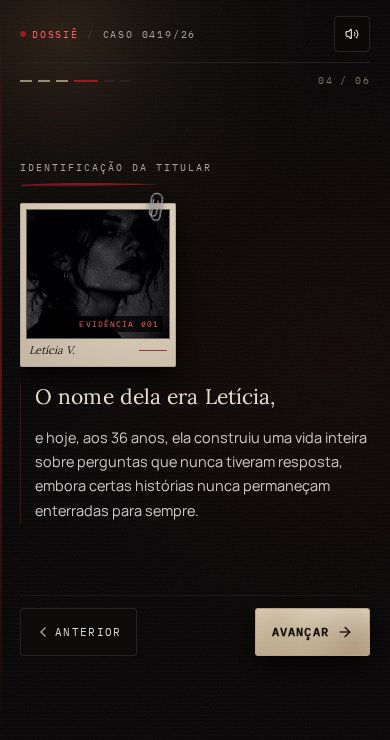 DOSSIÊ / CASO 0419/26
04 / 06
IDENTIFICAÇÃO DA TITULAR
EVIDÊNCIA #01
Letícia V.
O nome dela era Letícia,
e hoje, aos 36 anos, ela construiu uma vida inteira
sobre perguntas que nunca tiveram resposta,
embora certas histórias nunca permaneçam
enterradas para sempre.
ANTERIOR
AVANÇAR